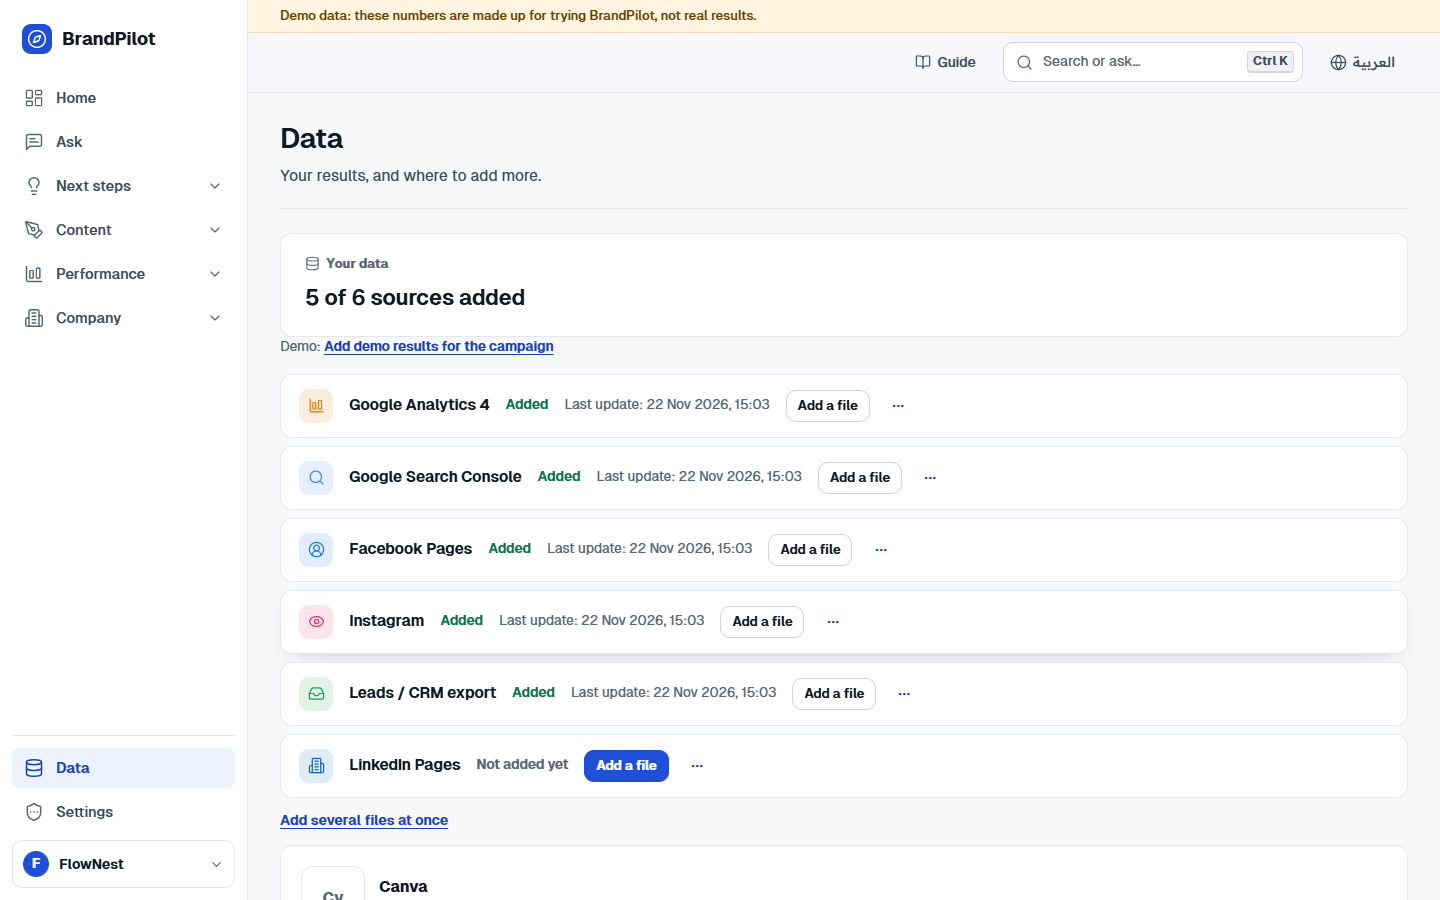 BrandPilot
Home
Ask
Next steps
Content
Performance
Company
Data
Settings
F FlowNest
Demo data: these numbers are made up for trying BrandPilot, not real results.
Guide
Search or ask… Ctrl K
العربية
Data
Your results, and where to add more.
Your data
5 of 6 sources added
Demo: Add demo results for the campaign
Google Analytics 4 Added Last update: 22 Nov 2026, 15:03 Add a file ...
Google Search Console Added Last update: 22 Nov 2026, 15:03 Add a file ...
Facebook Pages Added Last update: 22 Nov 2026, 15:03 Add a file ...
Instagram Added Last update: 22 Nov 2026, 15:03 Add a file ...
Leads / CRM export Added Last update: 22 Nov 2026, 15:03 Add a file ...
LinkedIn Pages Not added yet Add a file ...
Add several files at once
Canva